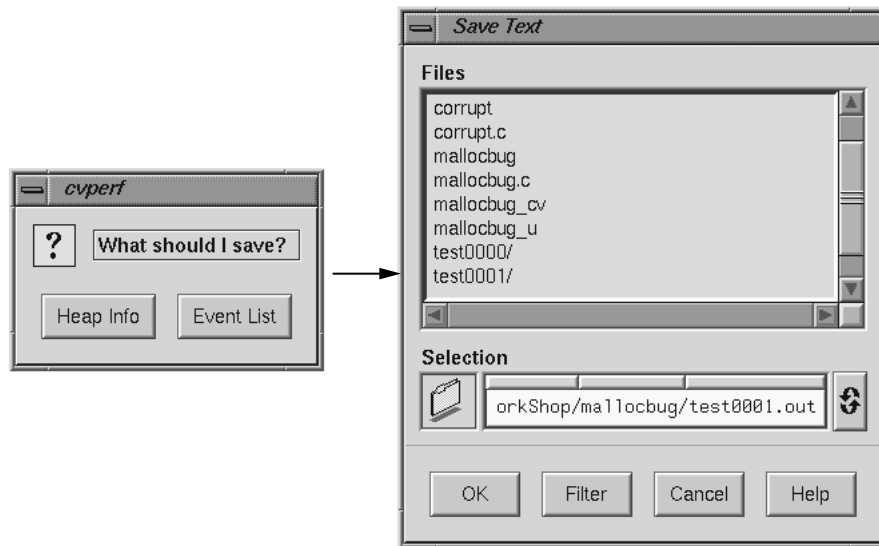 cvperf
?
What should I save?
Heap Info
Event List
Save Text
Files
corrupt
corrupt.c
mallocbug
mallocbug.c
mallocbug_cv
mallocbug_u
test0000/
test0001/
Selection
orkShop/mallocbug/test0001.out
OK
Filter
Cancel
Help